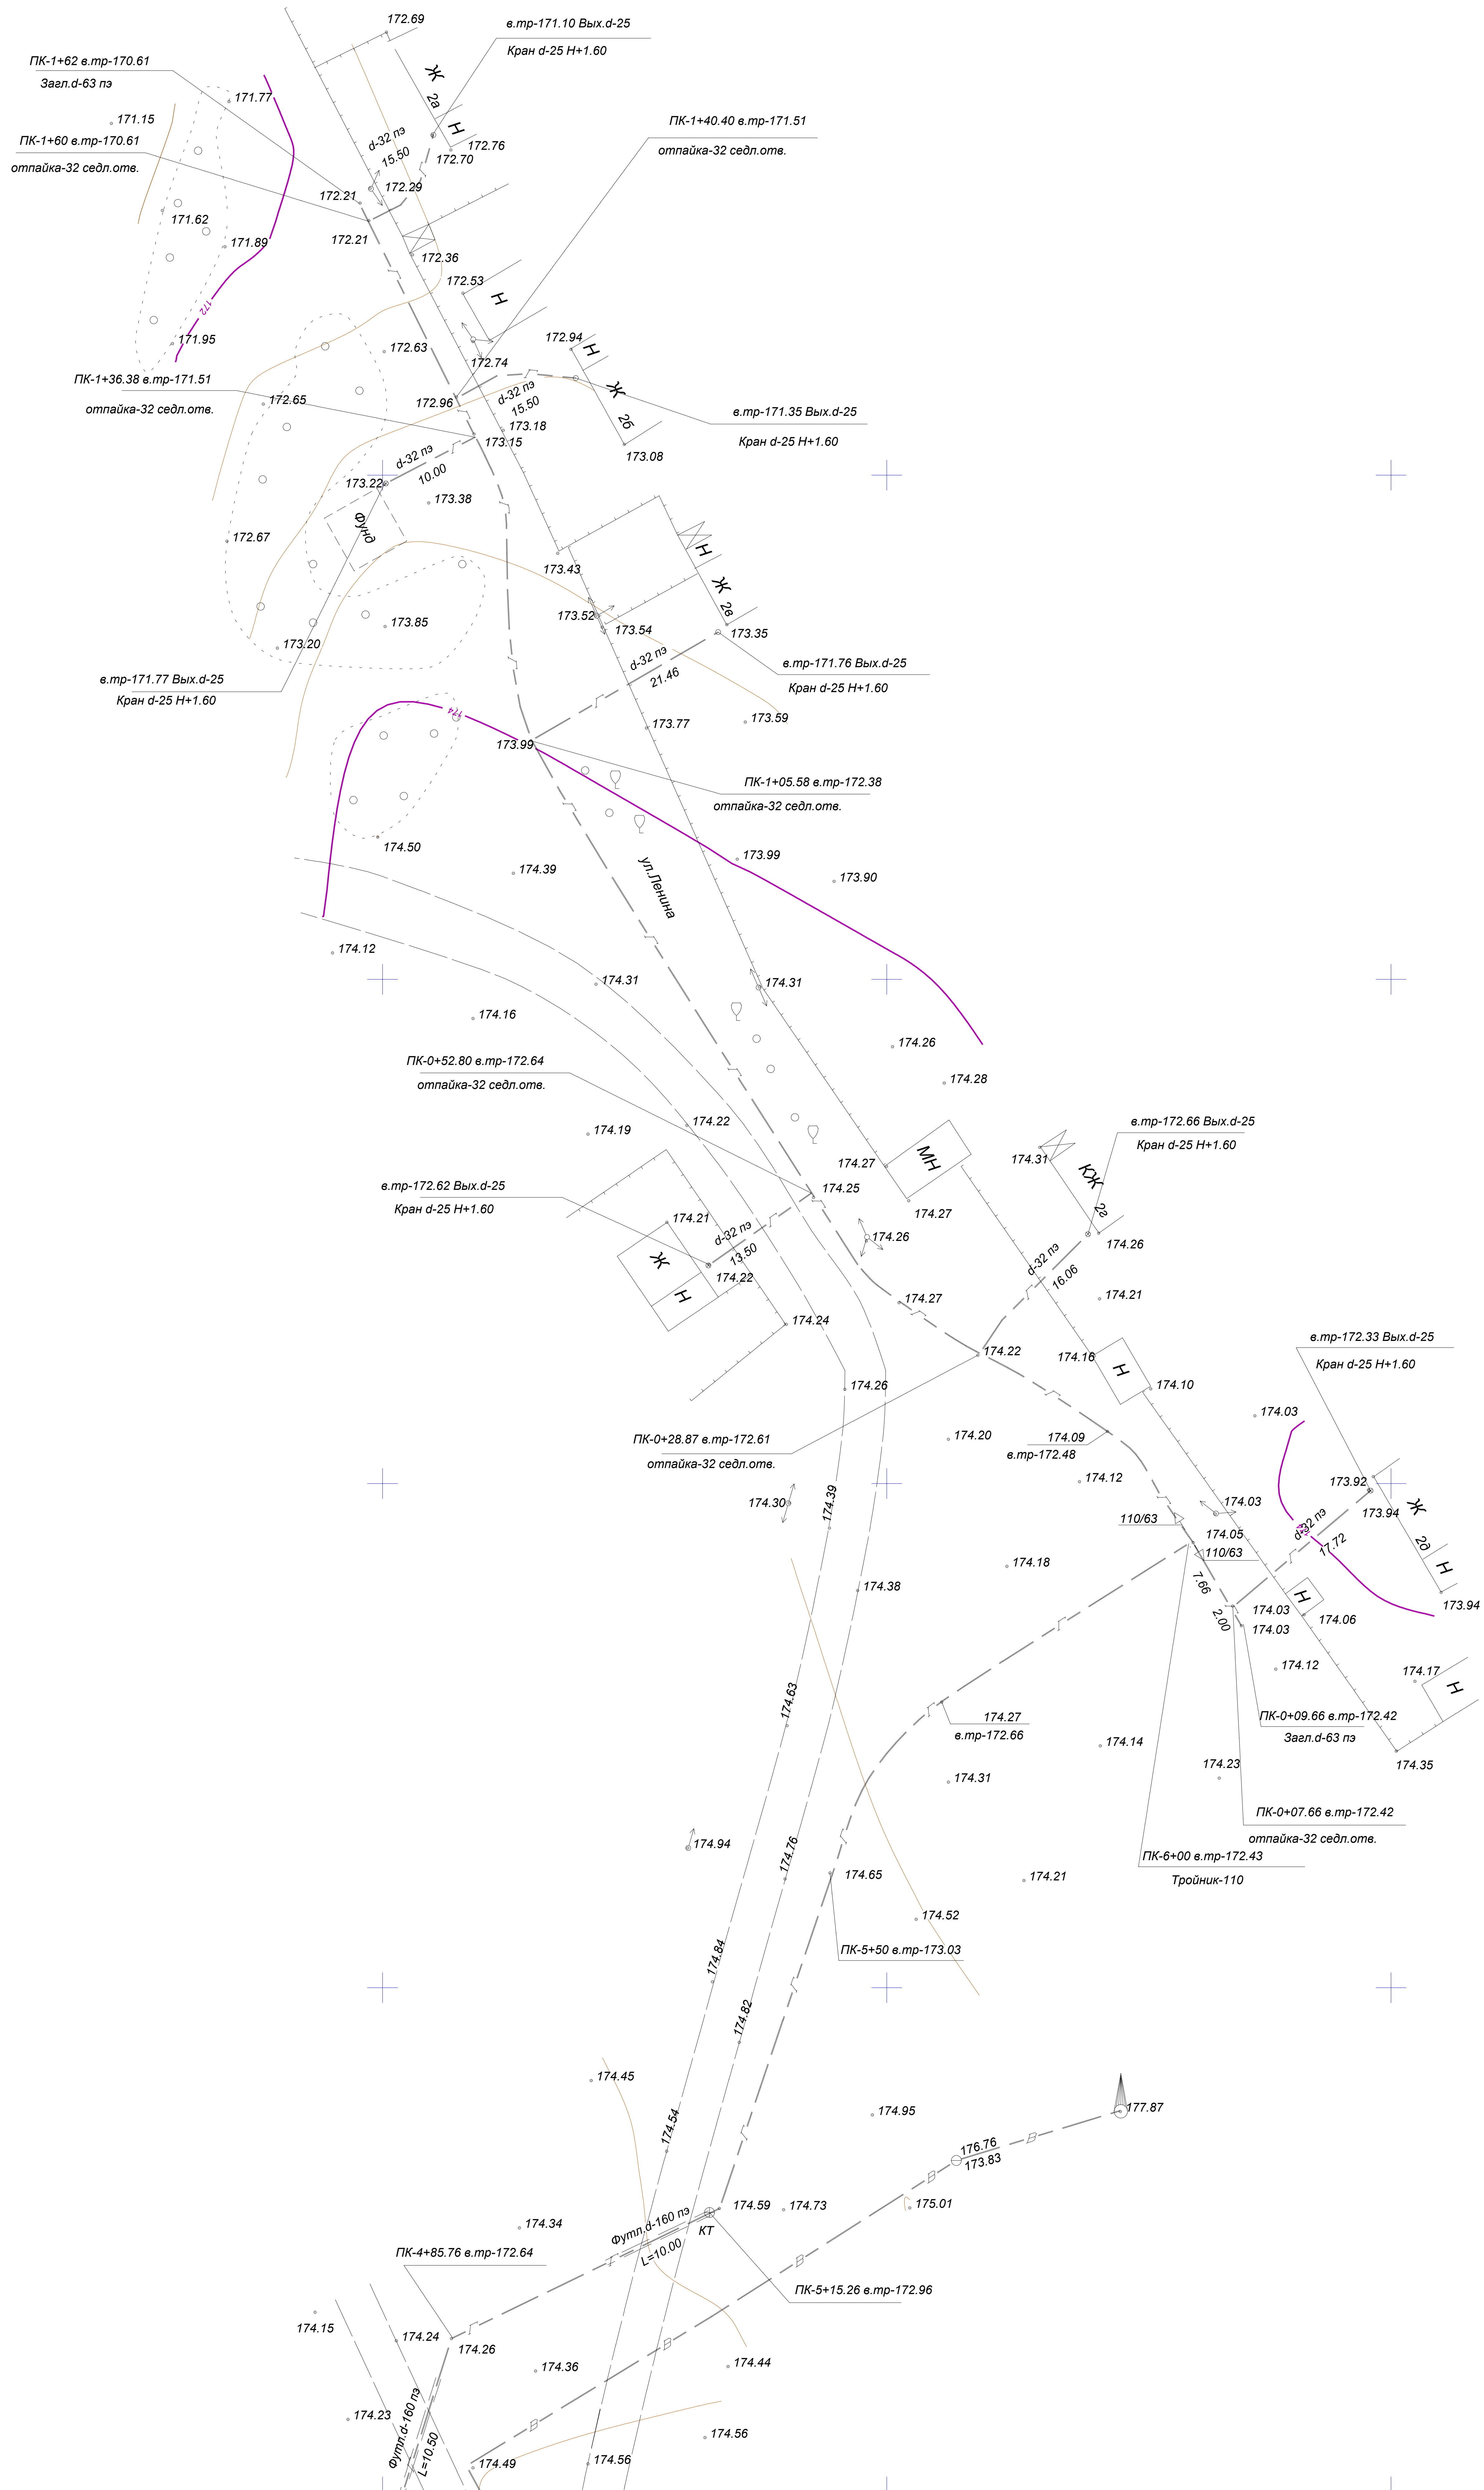 172.69
в.тр-171.10 Вых.d-25
Кран d-25 Н+1.60
ПК-1+62 в.тр-170.61
Загл.d-63 пэ
Ж
2а
Н
171.77
171.15
ПК-1+40.40 в.тр-171.51
отпайка-32 седл.отв.
ПК-1+60 в.тр-170.61
отпайка-32 седл.отв.
d-32 пэ
15.50
172.76
172.70
172.29
172.21
171.62
172.21
171.89
172.36
172.53
Н
172
171.95
172.63
172.94
Н
172.74
ПК-1+36.38 в.тр-171.51
отпайка-32 седл.отв.
Ж
2б
d-32 пэ
15.50
172.65
172.96
в.тр-171.35 Вых.d-25
Кран d-25 Н+1.60
173.18
173.15
173.08
d-32 пэ
10.00
173.22
173.38
Фунд
172.67
173.43
Н
Ж
2в
173.52
173.54
173.85
173.35
173.20
d-32 пэ
21.46
в.тр-171.76 Вых.d-25
Кран d-25 Н+1.60
в.тр-171.77 Вых.d-25
Кран d-25 Н+1.60
174
173.59
173.77
173.99
ПК-1+05.58 в.тр-172.38
отпайка-32 седл.отв.
174.50
174.39
173.99
173.90
ул.Ленина
174.12
174.31
174.31
174.16
174.26
ПК-0+52.80 в.тр-172.64
отпайка-32 седл.отв.
174.28
174.22
174.19
в.тр-172.66 Вых.d-25
Кран d-25 Н+1.60
174.27
МН
174.31
КЖ
2г
в.тр-172.62 Вых.d-25
Кран d-25 Н+1.60
174.25
174.27
174.21
174.26
174.26
d-32 пэ
13.50
Ж
Н
174.22
d-32 пэ
16.06
174.27
174.21
174.24
174.22
174.16
Н
в.тр-172.33 Вых.d-25
Кран d-25 Н+1.60
174.26
174.10
174.03
ПК-0+28.87 в.тр-172.61
отпайка-32 седл.отв.
174.20
174.09
в.тр-172.48
174.12
173.92
173.94
174.30
174.39
174.03
Ж
2д
Н
110/63
174.05
110/63
d-32 пэ
17.72
174.18
174.38
7.66
2.00
Н
173.94
174.03
174.06
174.03
174.12
174.17
Н
174.63
174.27
в.тр-172.66
ПК-0+09.66 в.тр-172.42
Загл.d-63 пэ
174.14
174.35
174.23
174.31
ПК-0+07.66 в.тр-172.42
отпайка-32 седл.отв.
174.94
174.76
ПК-6+00 в.тр-172.43
Тройник-110
174.65
174.21
174.52
ПК-5+50 в.тр-173.03
174.84
174.82
174.45
174.54
174.95
177.87
176.76
173.83
В
В
174.59
174.73
175.01
174.34
Футл.d-160 пэ
L=10.00
КТ
ПК-4+85.76 в.тр-172.64
В
ПК-5+15.26 в.тр-172.96
174.15
174.24
174.26
В
174.36
174.44
174.23
Футл.d-160 пэ
L=10.50
В
174.56
174.49
174.56